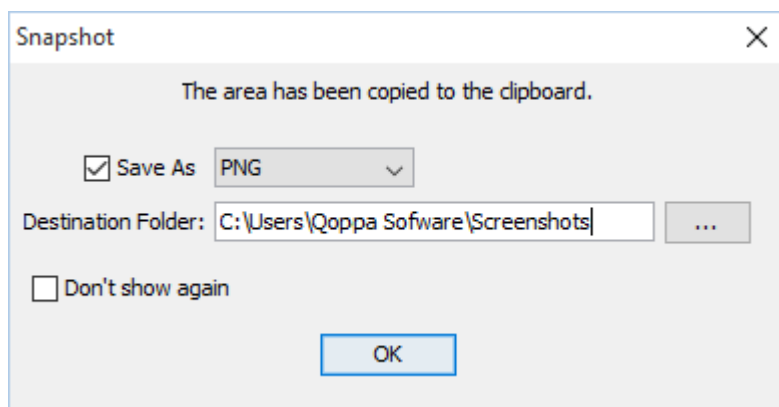 Snapshot
The area has been copied to the clipboard.
Save As PNG
Destination Folder: C:\Users\Qoppa Sofware\Screenshots ...
Don't show again
OK